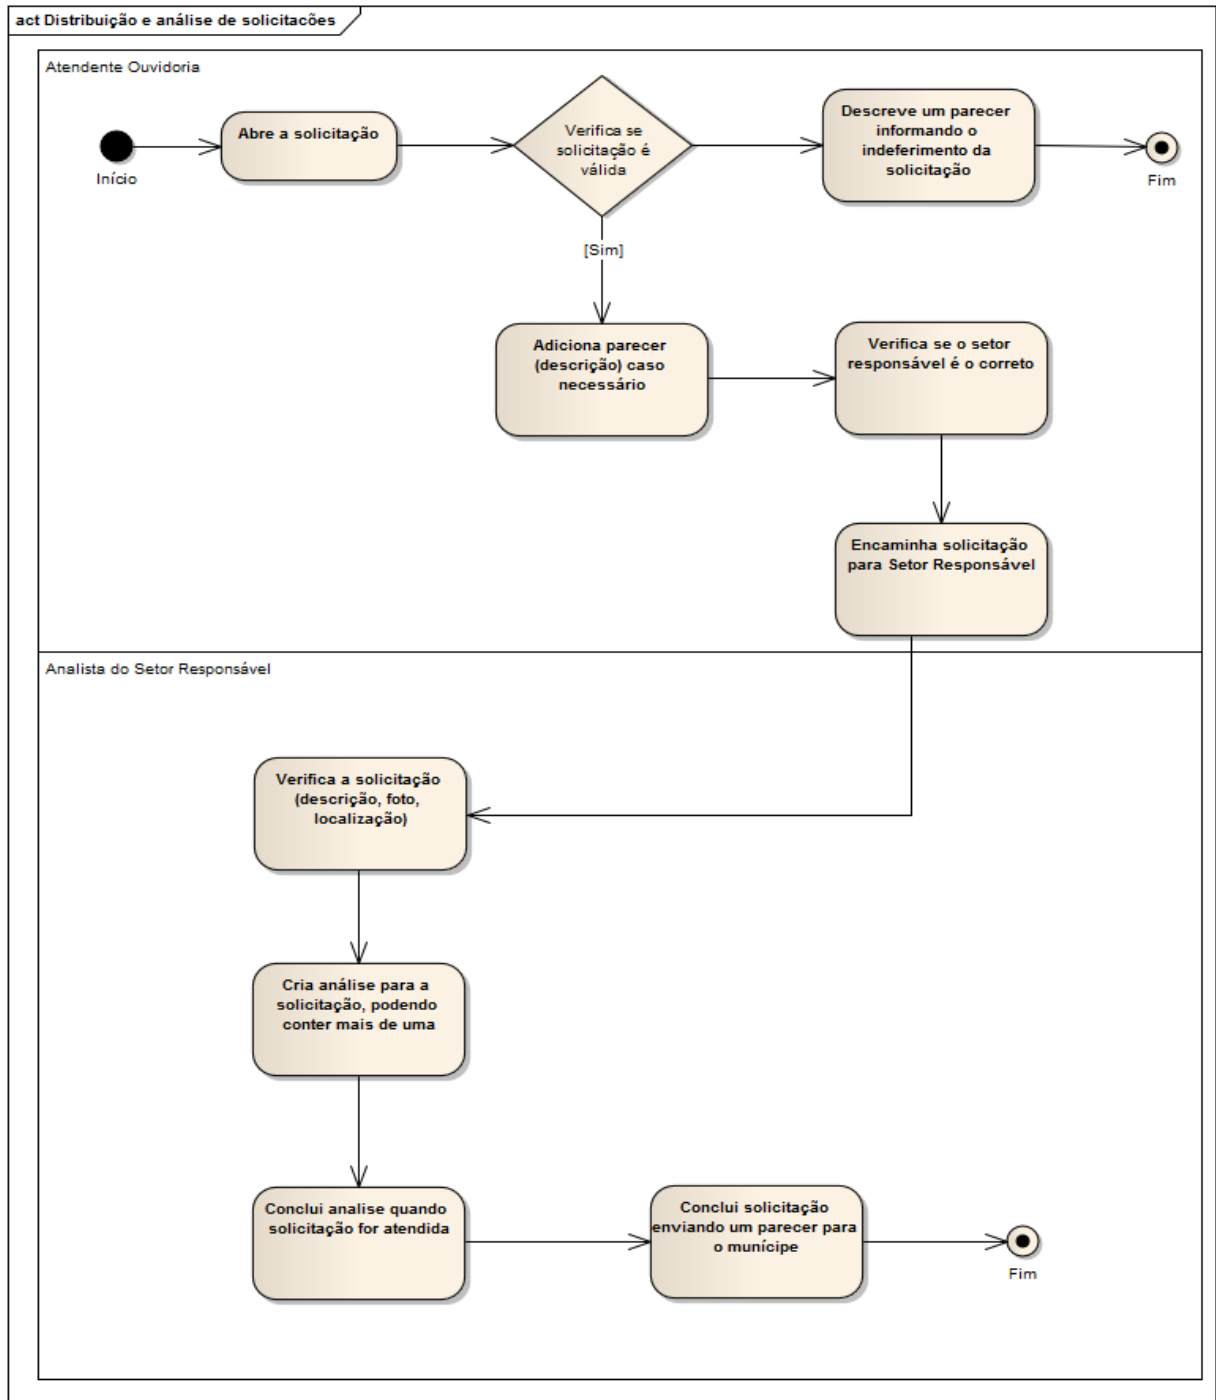 act Distribuição e análise de solicitacões
Atendente Ouvidoria
Início
Abre a solicitação
Verifica se
solicitação é
válida
Descreve um parecer
informando o
indeferimento da
solicitação
Fim
[Sim]
Adiciona parecer
(descrição) caso
necessário
Verifica se o setor
responsável é o correto
Encaminha solicitação
para Setor Responsável
Analista do Setor Responsável
Verifica a solicitação
(descrição, foto,
localização)
Cria análise para a
solicitação, podendo
conter mais de uma
Conclui analise quando
solicitação for atendida
Conclui solicitação
enviando um parecer para
o munícipe
Fim